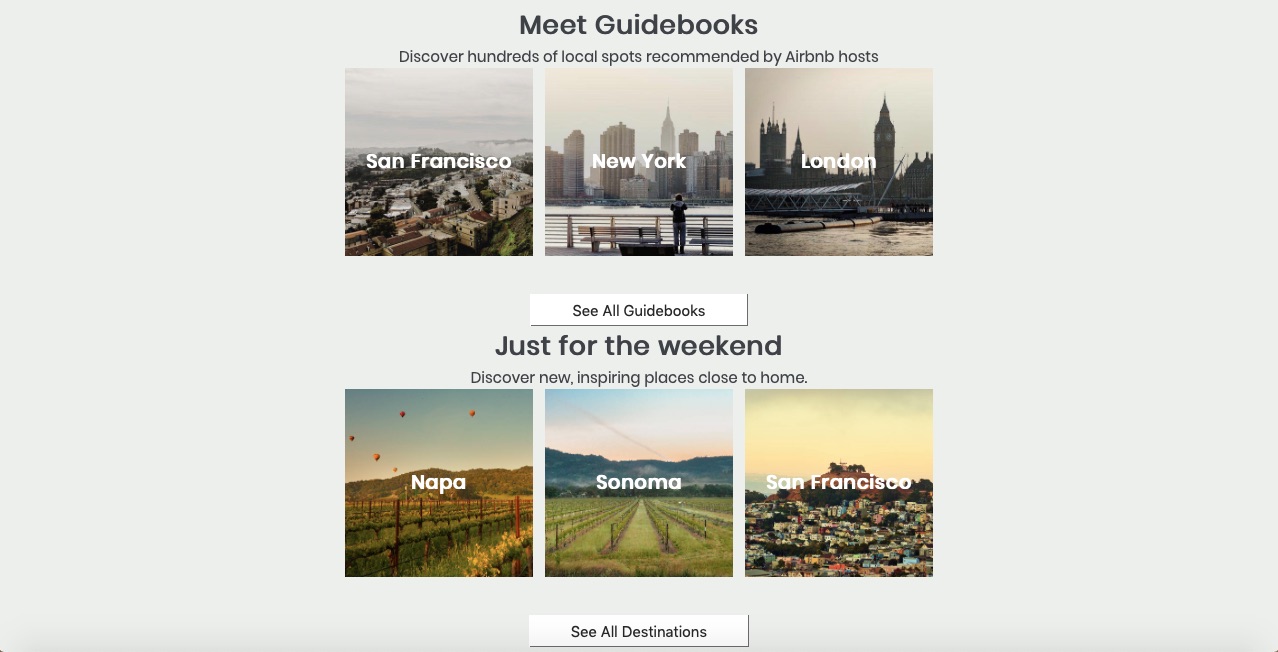 Meet Guidebooks
Discover hundreds of local spots recommended by Airbnb hosts
San Francisco
New York
London
See All Guidebooks
Just for the weekend
Discover new, inspiring places close to home.
Napa
Sonoma
San Francisco
See All Destinations